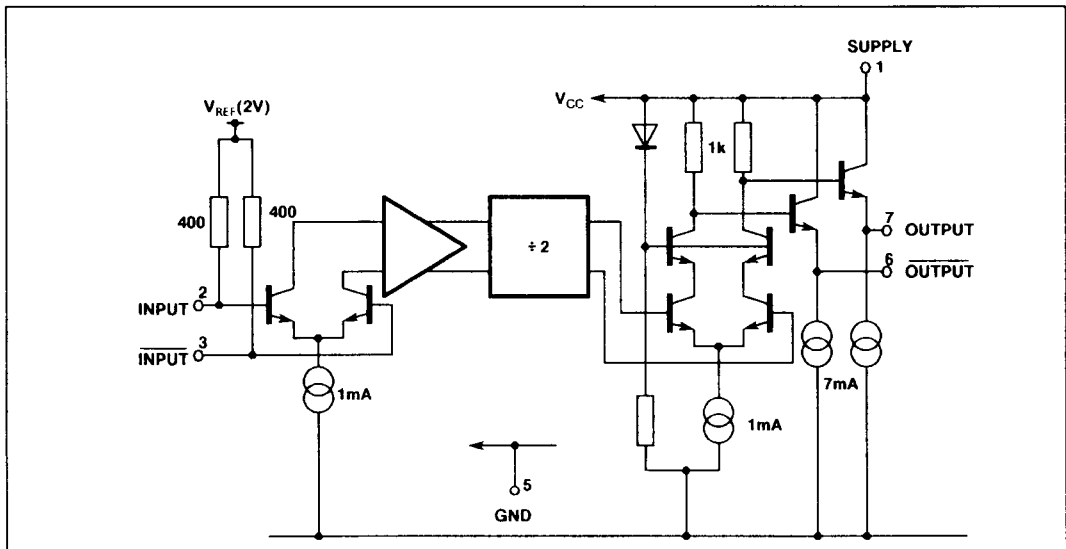 SUPPLY
1
VCC
VREF(2V)
1k
400
400
÷ 2
7
OUTPUT
6
OUTPUT
INPUT
2
INPUT
3
1mA
7mA
1mA
5
GND